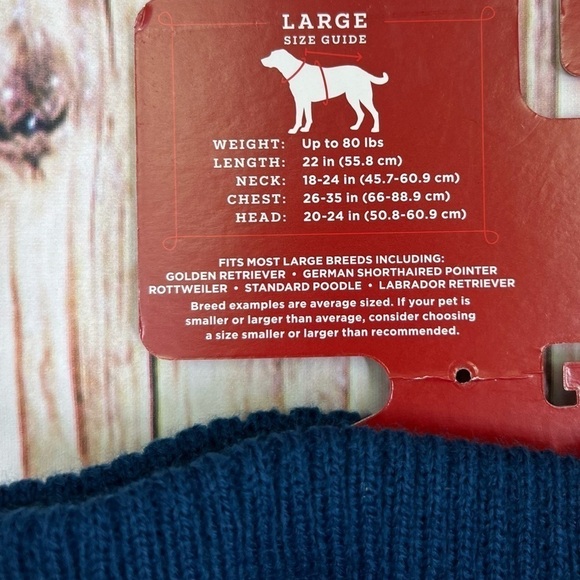 LARGE
SIZE GUIDE
WEIGHT: Up to 80 lbs
LENGTH: 22 in (55.8 cm)
NECK: 18-24 in (45.7-60.9 cm)
CHEST: 26-35 in (66-88.9 cm)
HEAD: 20-24 in (50.8-60.9 cm)
FITS MOST LARGE BREEDS INCLUDING:
GOLDEN RETRIEVER • GERMAN SHORTHAIRED POINTER
ROTTWEILER • STANDARD POODLE • LABRADOR RETRIEVER
Breed examples are average sized. If your pet is
smaller or larger than average, consider choosing
a size smaller or larger than recommended.